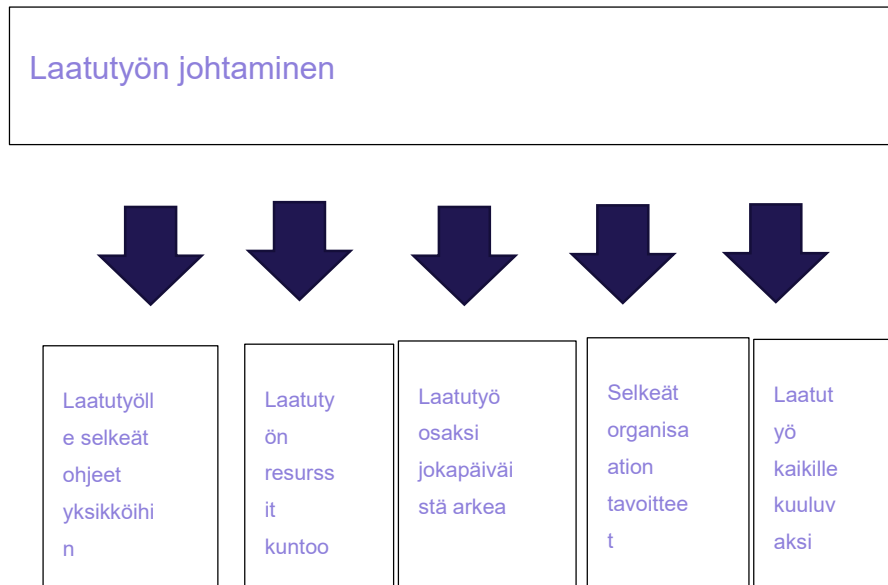 Laatutyön johtaminen
Laatutyöll
e selkeät
ohjeet
yksikköihi
n
Laatuty
ön
resurss
it
kuntoo
Laatutyö
osaksi
jokapäiväi
stä arkea
Selkeät
organisa
ation
tavoittee
t
Laatut
yö
kaikille
kuuluv
aksi